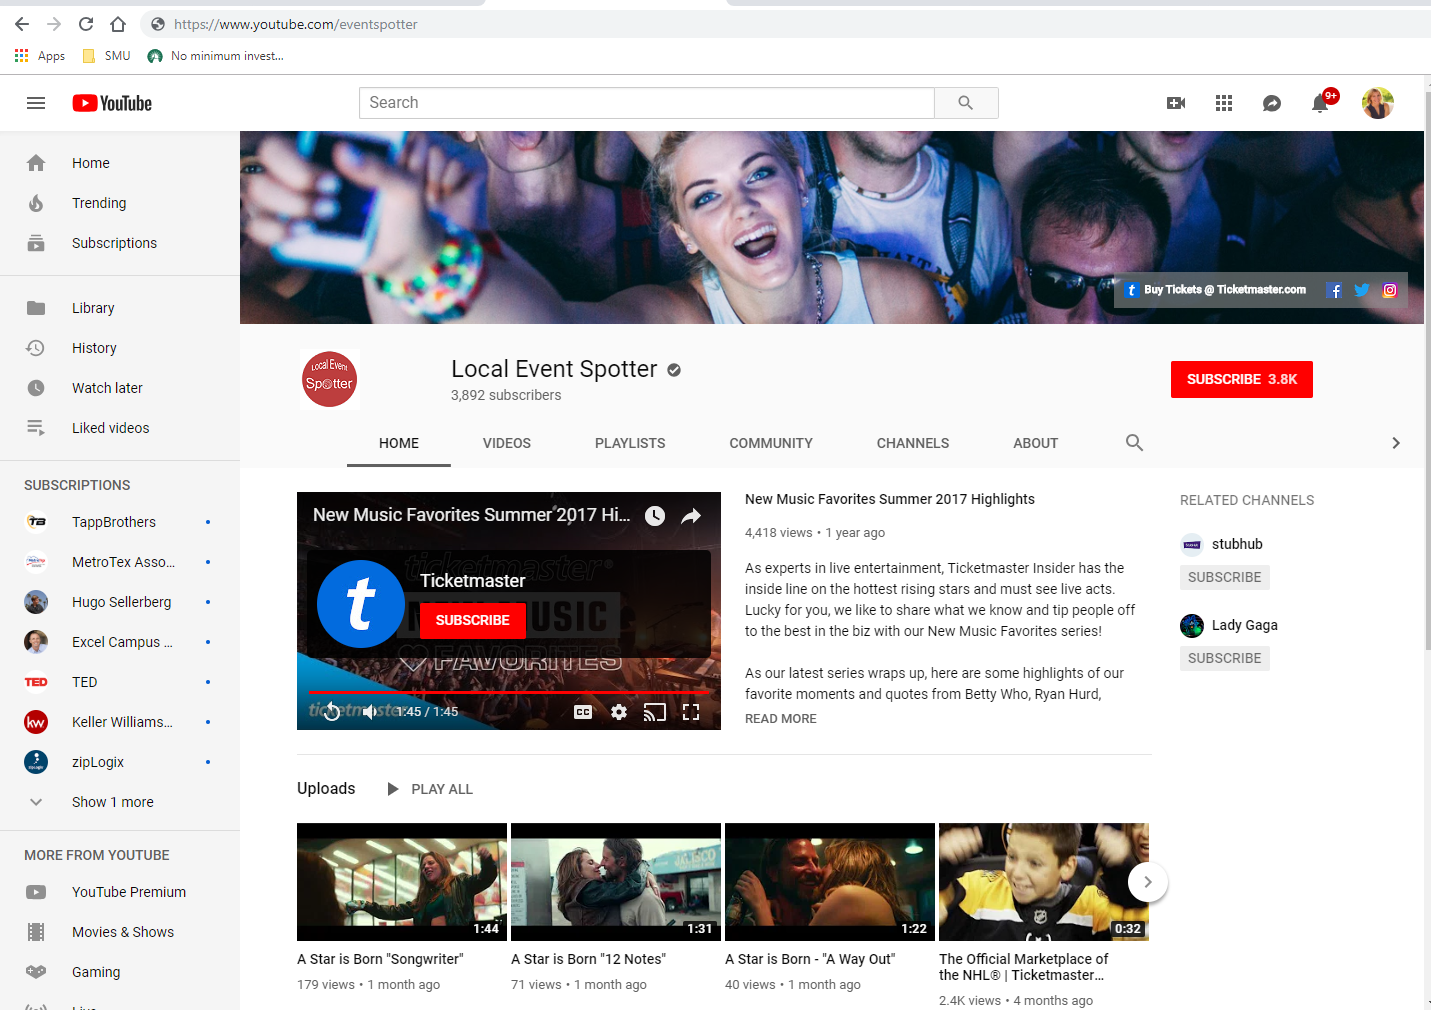 https://www.youtube.com/eventspotter
Apps
SMU
No minimum invest...
YouTube
Search
9+
Home
Trending
Subscriptions
Library
History
Watch later
Liked videos
SUBSCRIPTIONS
TappBrothers
MetroTex Asso...
Hugo Sellerberg
Excel Campus ...
TED
TED
kw
Keller Williams...
zipLogix
Show 1 more
MORE FROM YOUTUBE
YouTube Premium
Movies & Shows
Gaming
Live
t Buy Tickets @ Ticketmaster.com
Local Event
Spotter
Local Event Spotter
3,892 subscribers
SUBSCRIBE 3.8K
HOME
VIDEOS
PLAYLISTS
COMMUNITY
CHANNELS
ABOUT
New Music Favorites Summer 2017 Hi...
ticketmaster®
t
Ticketmaster
SUBSCRIBE
NEW MUSIC
FAVORITES
ticketmaster
1:45 / 1:45
CC
New Music Favorites Summer 2017 Highlights
4,418 views • 1 year ago
As experts in live entertainment, Ticketmaster Insider has the
inside line on the hottest rising stars and must see live acts.
Lucky for you, we like to share what we know and tip people off
to the best in the biz with our New Music Favorites series!
As our latest series wraps up, here are some highlights of our
favorite moments and quotes from Betty Who, Ryan Hurd,
READ MORE
RELATED CHANNELS
stubhub
SUBSCRIBE
Lady Gaga
SUBSCRIBE
Uploads
PLAY ALL
1:44
A Star is Born "Songwriter"
179 views • 1 month ago
JALISCO
1:31
A Star is Born "12 Notes"
71 views • 1 month ago
1:22
A Star is Born - "A Way Out"
40 views • 1 month ago
0:32
The Official Marketplace of
the NHL® | Ticketmaster...
2.4K views • 4 months ago